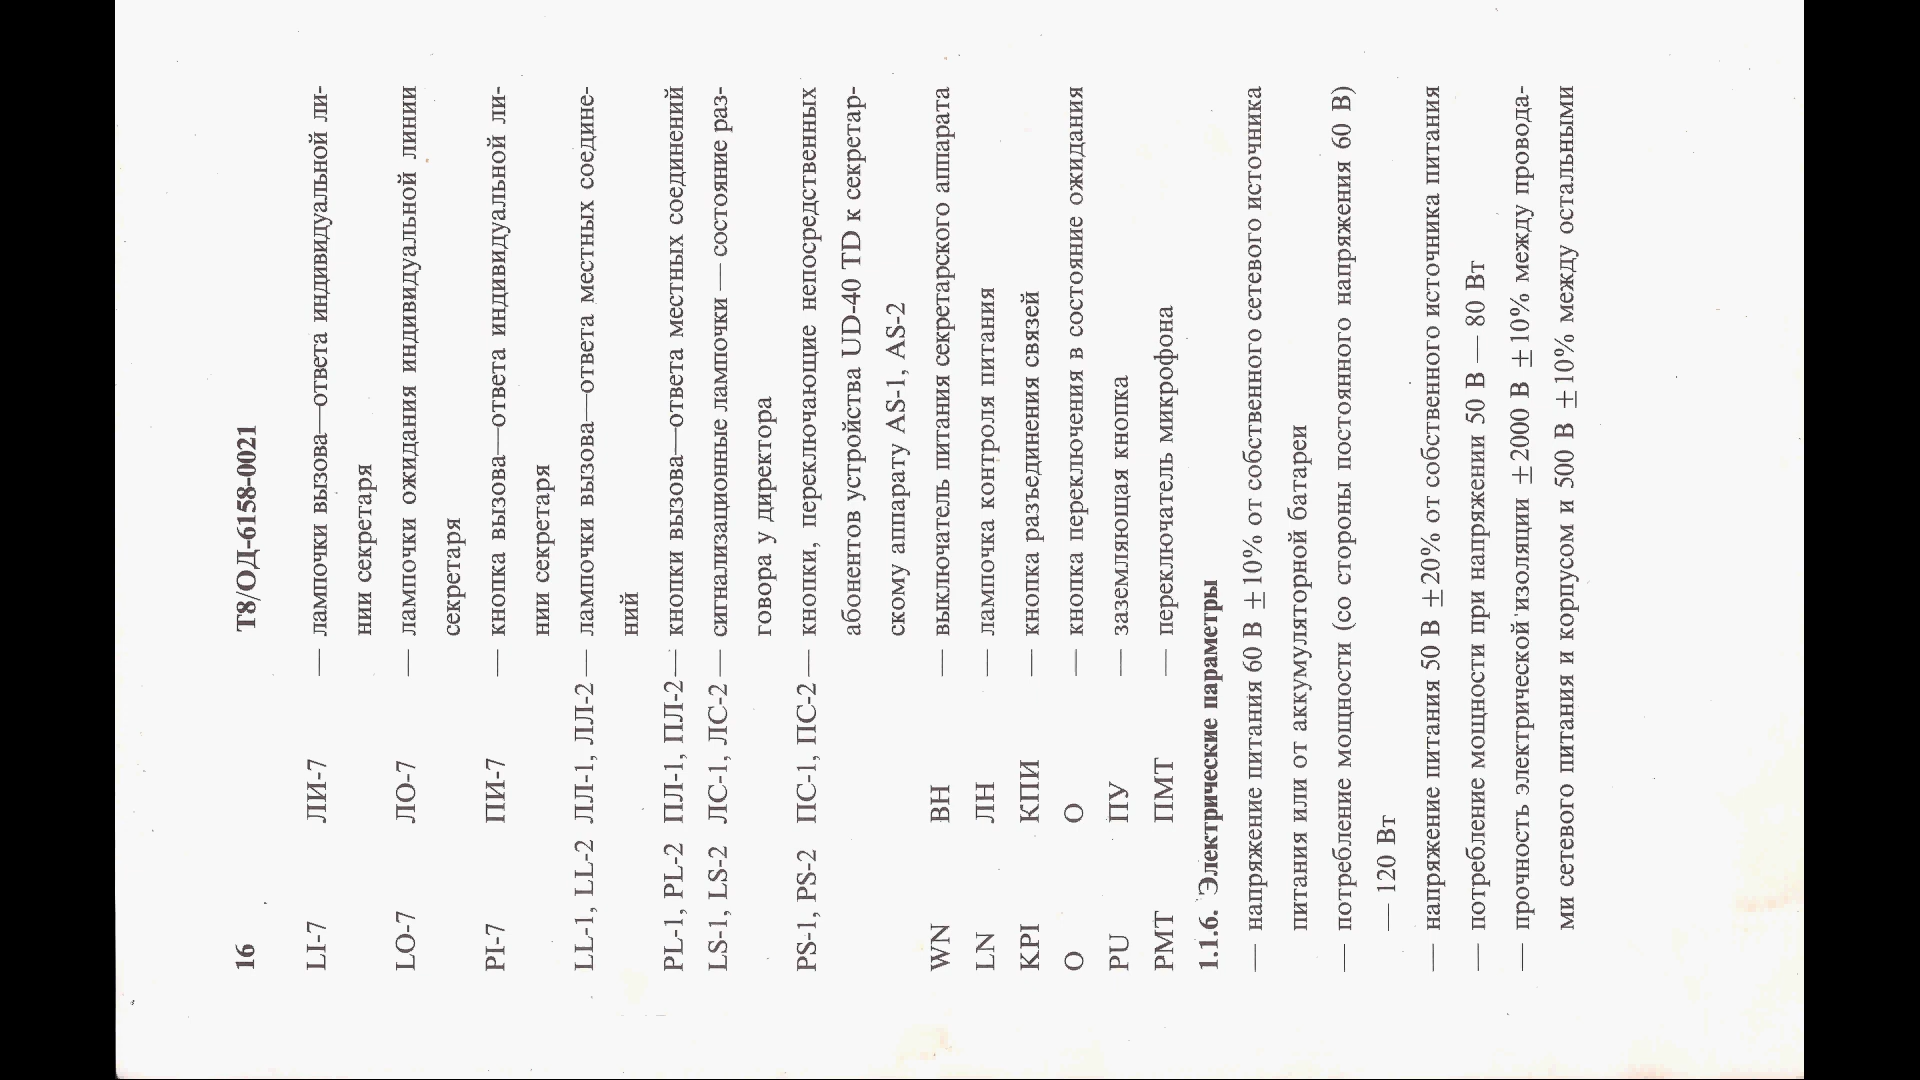 16 Т8/ОД-6158-0021
LI-7 ЛИ-7 — лампочки вызова—ответа индивидуальной ли-
нии секретаря
LO-7 ЛО-7 — лампочки ожидания индивидуальной линии
секретаря
PI-7 ПИ-7 — кнопка вызова—ответа индивидуальной ли-
нии секретаря
LL-1, LL-2 ЛЛ-1, ЛЛ-2 — лампочки вызова—ответа местных соедине-
ний
PL-1, PL-2 ПЛ-1, ПЛ-2 — кнопки вызова—ответа местных соединений
LS-1, LS-2 ЛС-1, ЛС-2 — сигнализационные лампочки — состояние раз-
говора у директора
PS-1, PS-2 ПС-1, ПС-2 — кнопки, переключающие непосредственных
абонентов устройства UD-40 TD к секретар-
скому аппарату AS-1, AS-2
WN ВН — выключатель питания секретарского аппарата
LN ЛН — лампочка контроля питания
KPI КПИ — кнопка разъединения связей
O О — кнопка переключения в состояние ожидания
PU ПУ — заземляющая кнопка
PMT ПМТ — переключатель микрофона
1.1.6. Электрические параметры
— напряжение питания 60 В ±10% от собственного сетевого источника
питания или от аккумуляторной батареи
— потребление мощности (со стороны постоянного напряжения 60 В)
— 120 Вт
— напряжение питания 50 В ±20% от собственного источника питания
— потребление мощности при напряжении 50 В — 80 Вт
— прочность электрической изоляции ±2000 В ±10% между провода-
ми сетевого питания и корпусом и 500 В ±10% между остальными